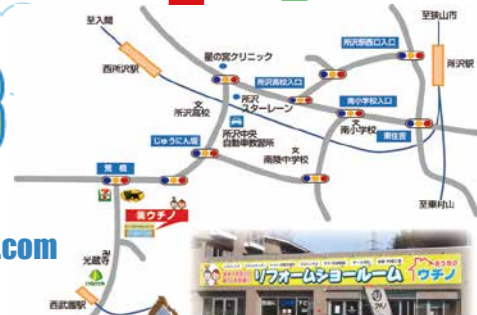 至入間
至狭山市
星の宮クリニック
所沢駅西口入口
西所沢駅
所沢駅
所沢高校入口
所沢高校
所沢
スターレーン
南小学校入口
南小学校
東住吉
所沢中央
自動車教習所
じゅうにん坂
南陵中学校
荒幡
㈲ウチノ
至東村山
.com
光蔵寺
西武園駅
リフォームショールーム
ウチノ